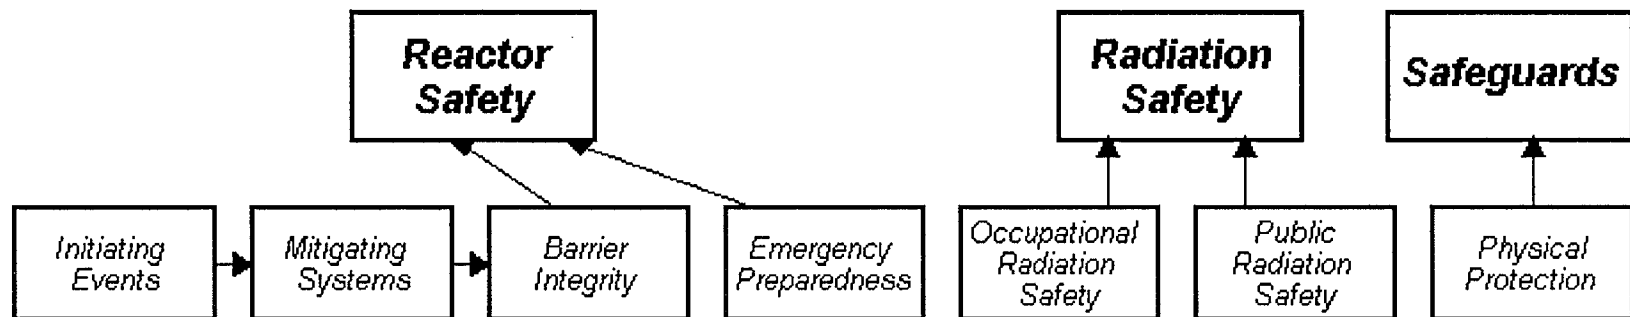 Reactor
Safety
Radiation
Safety
Safeguards
Initiating
Events
Mitigating
Systems
Barrier
Integrity
Emergency
Preparedness
Occupational
Radiation
Safety
Public
Radiation
Safety
Physical
Protection